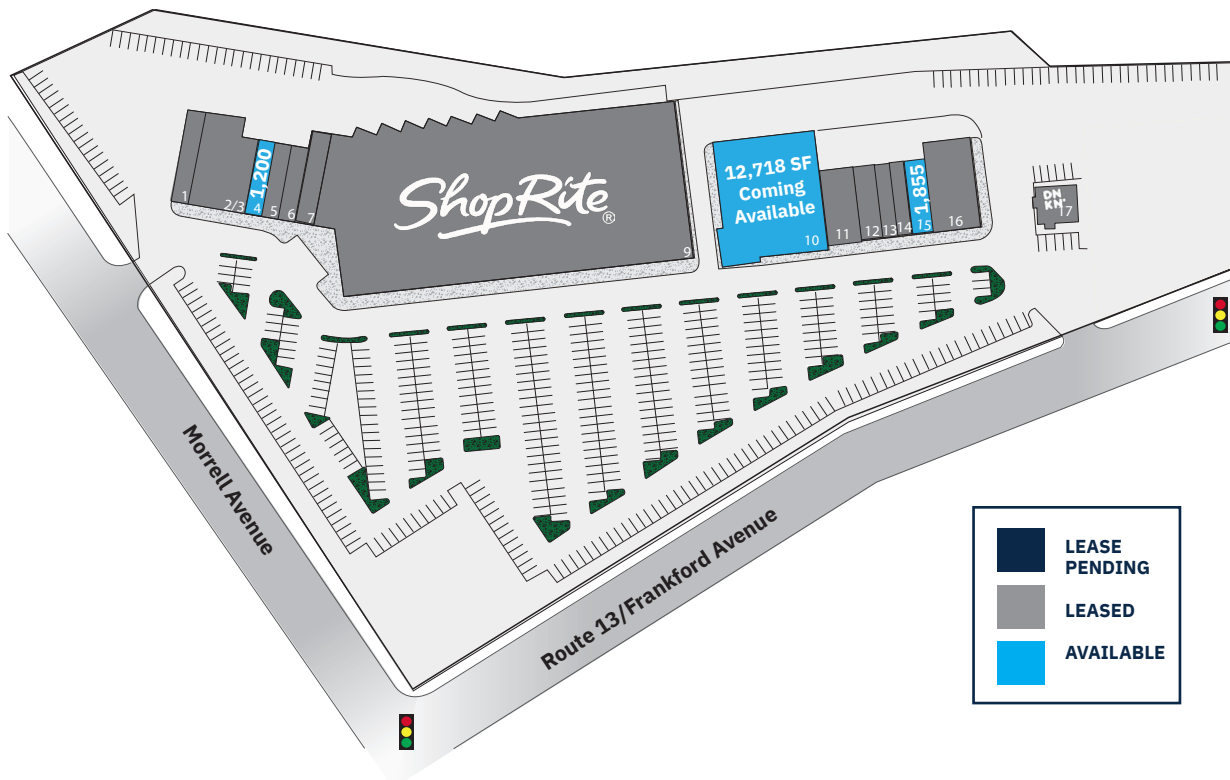 1
2/3
4
1,200
5
6
7
ShopRite®
9
12,718 SF
Coming
Available
10
11
12
13
14
15
1,855
16
DN
KN'
17
Morrell Avenue
Route 13/Frankford Avenue
LEASE
PENDING
LEASED
AVAILABLE